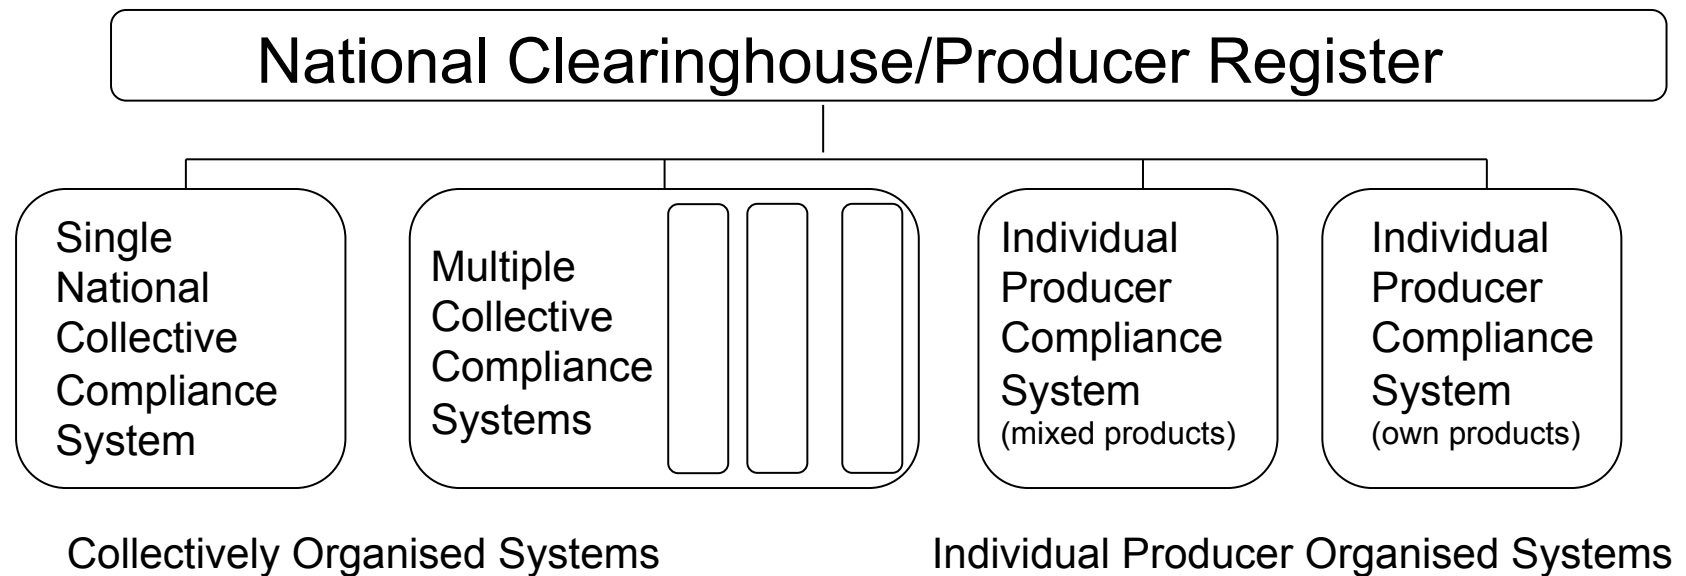 National Clearinghouse/Producer Register
Single
National
Collective
Compliance
System
Multiple
Collective
Compliance
Systems
Individual
Producer
Compliance
System
(mixed products)
Individual
Producer
Compliance
System
(own products)
Collectively Organised Systems
Individual Producer Organised Systems